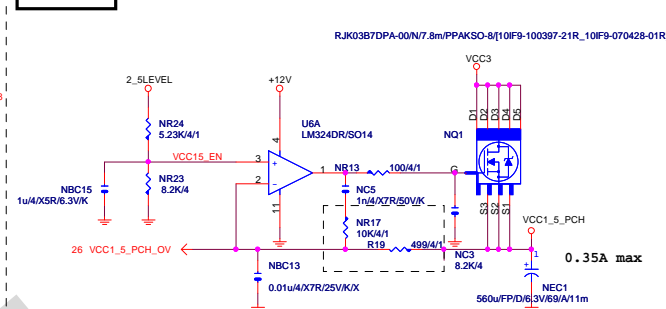 RJK03B7DPA-00/N/7.8m/PPAKSO-8/[10IF9-100397-21R_10IF9-070428-01R
VCC3
2_5LEVEL
+12V
D1
D2
D3
D4
D5
U6A
LM324DR/SO14
NR24
5.23K/4/1
NQ1
4
VCC15_EN
3
+
1
NR13
100/4/1
G
2
-
NR23
8.2K/4
NBC15
1u/4/X5R/6.3V/K
11
NC5
1n/4/X7R/50V/K
S3
S2
S1
NR17
10K/4/1
VCC1_5_PCH
26 VCC1_5_PCH_OV
R19
499/4/1
NC3
8.2K/4
0.35A max
1
+
NBC13
0.01u/4/X7R/25V/K/X
NEC1
560u/FP/D/6.3V/69/A/11m